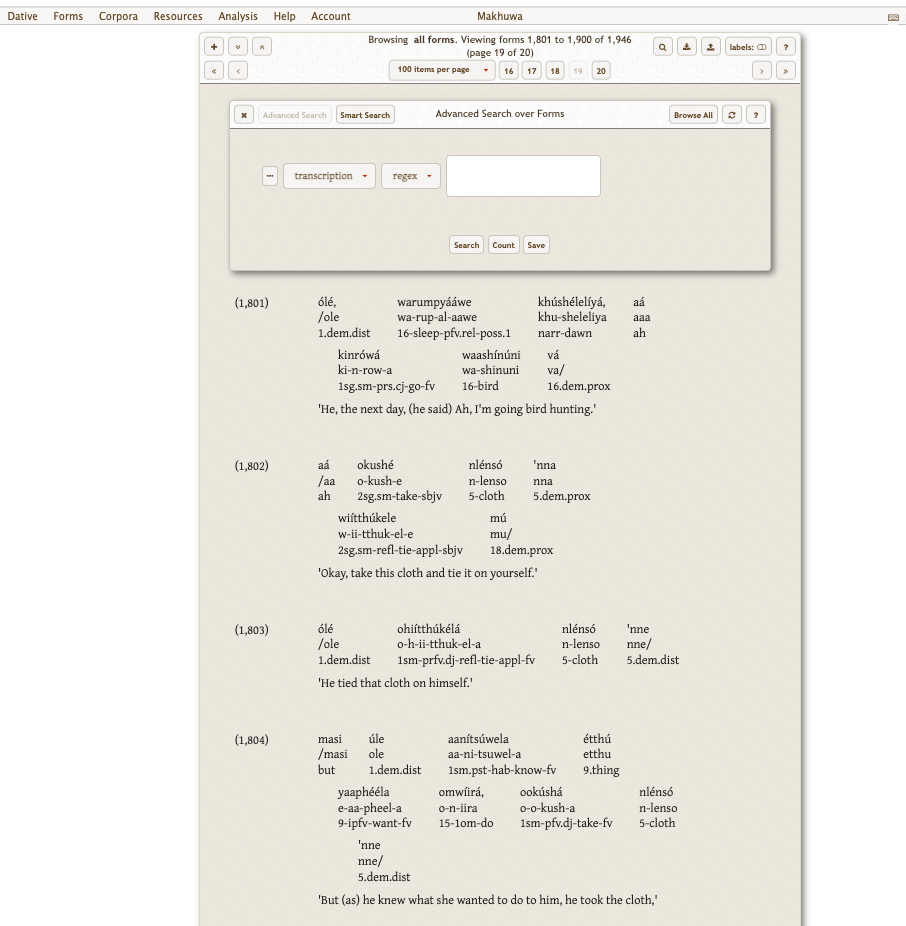 Dative Forms Corpora Resources Analysis Help Account Makhuwa
Browsing all forms. Viewing forms 1,801 to 1,900 of 1,946
(page 19 of 20)
labels:
?
100 items per page 16 17 18 19 20
Advanced Search Smart Search Advanced Search over Forms Browse All ?
transcription regex
Search Count Save
(1,801) ólé, warumpyááwe khúshélelíyá, aá
/ole wa-rup-al-aawe khu-sheleliya aaa
1.dem.dist 16-sleep-pfv.rel-poss.1 narr-dawn ah
kinrówá waashínúni vá
ki-n-row-a wa-shinuni va/
1sg.sm-prs.cj-go-fv 16-bird 16.dem.prox
'He, the next day, (he said) Ah, I'm going bird hunting.'
(1,802) aá okushé nlénsó 'nna
/aa o-kush-e n-lenso nna
ah 2sg.sm-take-sbjv 5-cloth 5.dem.prox
wiítthúkele mú
w-ii-tthuk-el-e mu/
2sg.sm-refl-tie-appl-sbjv 18.dem.prox
'Okay, take this cloth and tie it on yourself.'
(1,803) ólé ohiítthúkélá nlénsó 'nne
/ole o-h-ii-tthuk-el-a n-lenso nne/
1.dem.dist 1sm-prfv.dj-refl-tie-appl-fv 5-cloth 5.dem.dist
'He tied that cloth on himself.'
(1,804) masi úle aanítsúwela étthú
/masi ole aa-ni-tsuwel-a etthu
but 1.dem.dist 1sm.pst-hab-know-fv 9.thing
yaaphééla omwíirá, ookúshá nlénsó
e-aa-pheel-a o-n-iira o-o-kush-a n-lenso
9-ipfv-want-fv 15-1om-do 1sm-pfv.dj-take-fv 5-cloth
'nne
nne/
5.dem.dist
'But (as) he knew what she wanted to do to him, he took the cloth,'